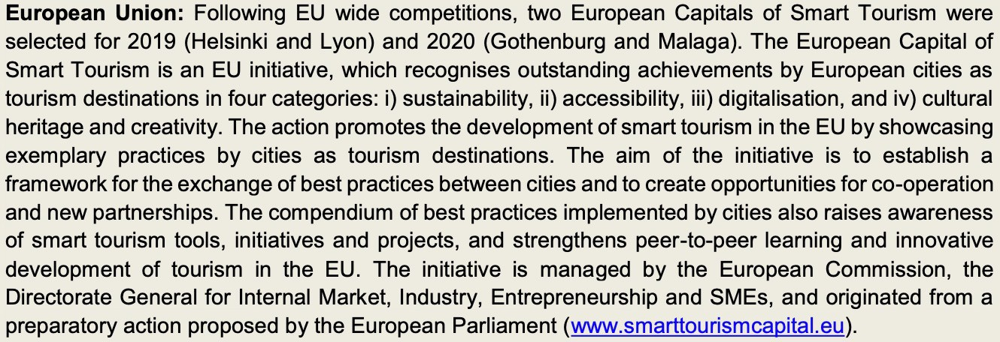 European Union: Following EU wide competitions, two European Capitals of Smart Tourism were
selected for 2019 (Helsinki and Lyon) and 2020 (Gothenburg and Malaga). The European Capital of
Smart Tourism is an EU initiative, which recognises outstanding achievements by European cities as
tourism destinations in four categories: i) sustainability, ii) accessibility, iii) digitalisation, and iv) cultural
heritage and creativity. The action promotes the development of smart tourism in the EU by showcasing
exemplary practices by cities as tourism destinations. The aim of the initiative is to establish a
framework for the exchange of best practices between cities and to create opportunities for co-operation
and new partnerships. The compendium of best practices implemented by cities also raises awareness
of smart tourism tools, initiatives and projects, and strengthens peer-to-peer learning and innovative
development of tourism in the EU. The initiative is managed by the European Commission, the
Directorate General for Internal Market, Industry, Entrepreneurship and SMEs, and originated from a
preparatory action proposed by the European Parliament (www.smarttourismcapital.eu).